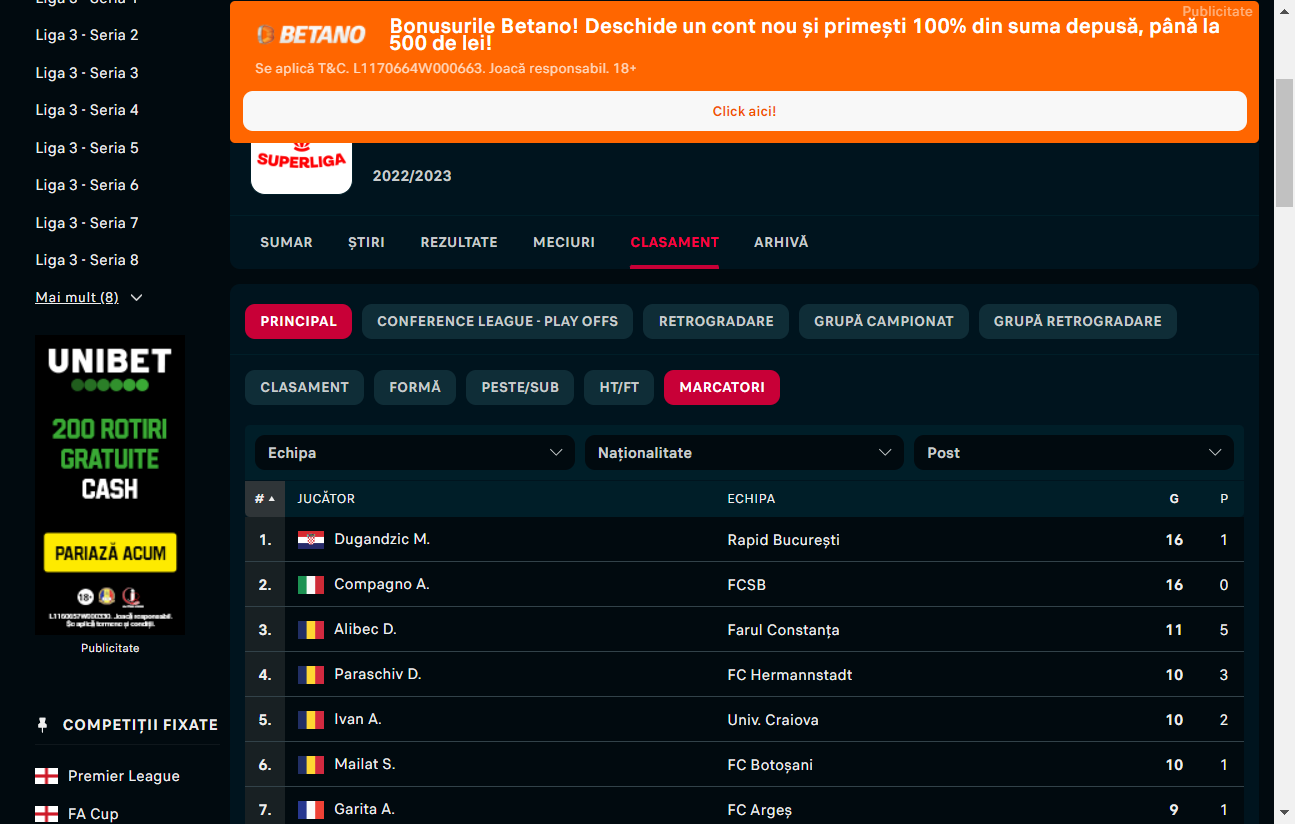 Liga 3 - Seria 1
Liga 3 - Seria 2
Liga 3 - Seria 3
Liga 3 - Seria 4
Liga 3 - Seria 5
Liga 3 - Seria 6
Liga 3 - Seria 7
Liga 3 - Seria 8
Mai mult (8)
UNIBET
200 ROTIRI
GRATUITE
CASH
PARIAZĂ ACUM
18+
L1160657W000330. Joacă responsabil.
Se aplică termeni și condiții.
Publicitate
COMPETIȚII FIXATE
Premier League
FA Cup
Publicitate
BETANO
Bonusurile Betano! Deschide un cont nou și primești 100% din suma depusă, până la
500 de lei!
Se aplică T&C. L1170664W000663. Joacă responsabil. 18+
Click aici!
SUPERLIGA
2022/2023
SUMAR ȘTIRI REZULTATE MECIURI CLASAMENT ARHIVĂ
PRINCIPAL CONFERENCE LEAGUE - PLAY OFFS RETROGRADARE GRUPĂ CAMPIONAT GRUPĂ RETROGRADARE
CLASAMENT FORMĂ PESTE/SUB HT/FT MARCATORI
Echipa Naționalitate Post
# JUCĂTOR ECHIPA G P
1. Dugandzic M. Rapid București 16 1
2. Compagno A. FCSB 16 0
3. Alibec D. Farul Constanța 11 5
4. Paraschiv D. FC Hermannstadt 10 3
5. Ivan A. Univ. Craiova 10 2
6. Mailat S. FC Botoșani 10 1
7. Garita A. FC Argeș 9 1